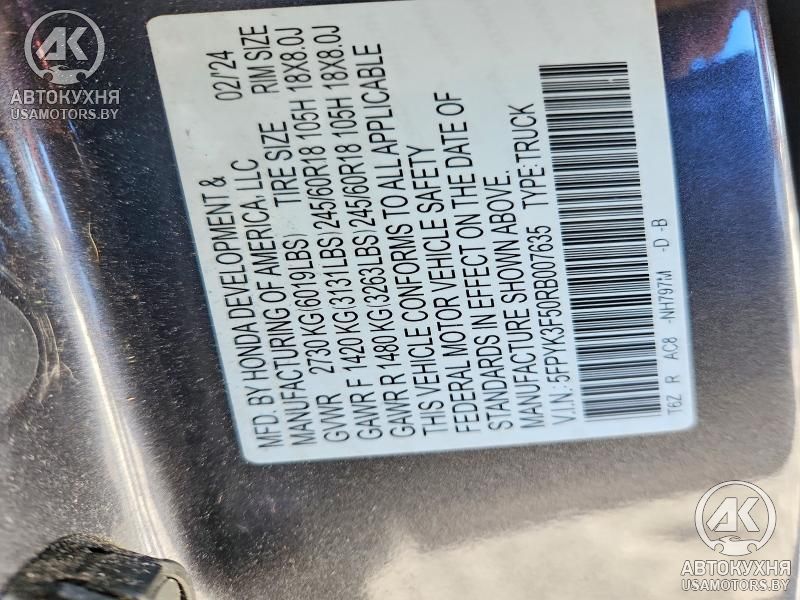 AK
АВТОКУХНЯ
USAMOTORS.BY
MFD. BY HONDA DEVELOPMENT & 02/'24
MANUFACTURING OF AMERICA, LLC
GVWR 2730 KG(6019LBS) TIRE SIZE RIM SIZE
GAWR F 1420 KG(3131LBS) 245/60R18 105H 18X8.0J
GAWR R 1480 KG(3263LBS) 245/60R18 105H 18X8.0J
THIS VEHICLE CONFORMS TO ALL APPLICABLE
FEDERAL MOTOR VEHICLE SAFETY
STANDARDS IN EFFECT ON THE DATE OF
MANUFACTURE SHOWN ABOVE.
V.I.N.: 5FPYK3F50RB007635 TYPE:TRUCK
T6Z R AC8 -NH797M -D -B
AK
АВТОКУХНЯ
USAMOTORS.BY